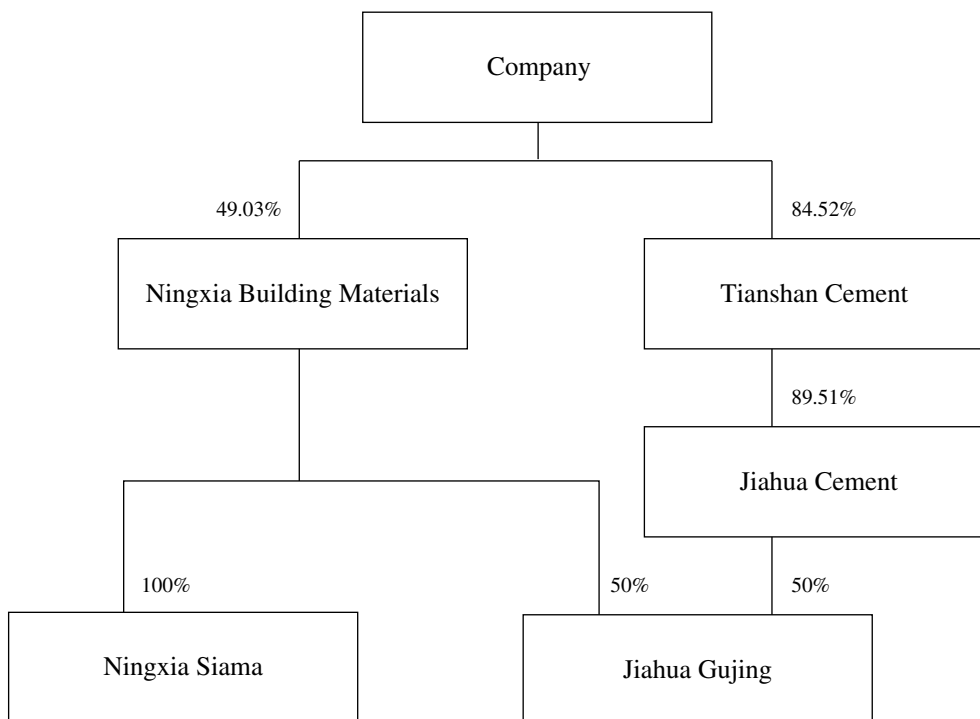 Company
49.03%
84.52%
Ningxia Building Materials
Tianshan Cement
89.51%
Jiahua Cement
100%
50%
50%
Ningxia Siama
Jiahua Gujing